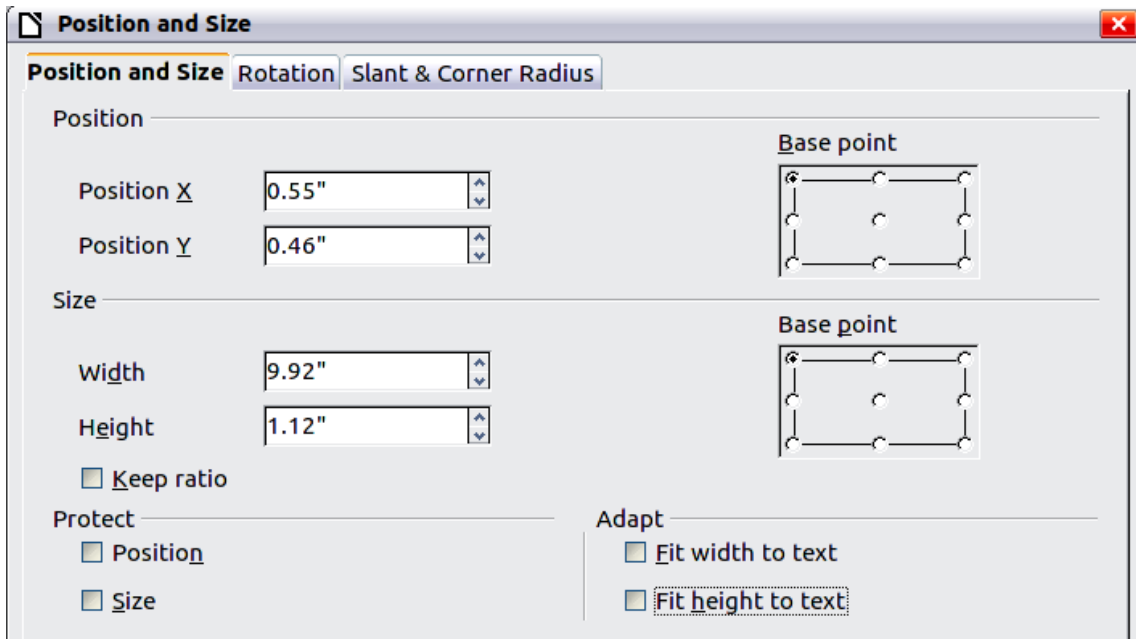 Position and Size
Position and Size Rotation Slant & Corner Radius
Position
Base point
Position X 0.55"
Position Y 0.46"
Size
Base point
Width 9.92"
Height 1.12"
Keep ratio
Protect Adapt
Position Fit width to text
Size Fit height to text